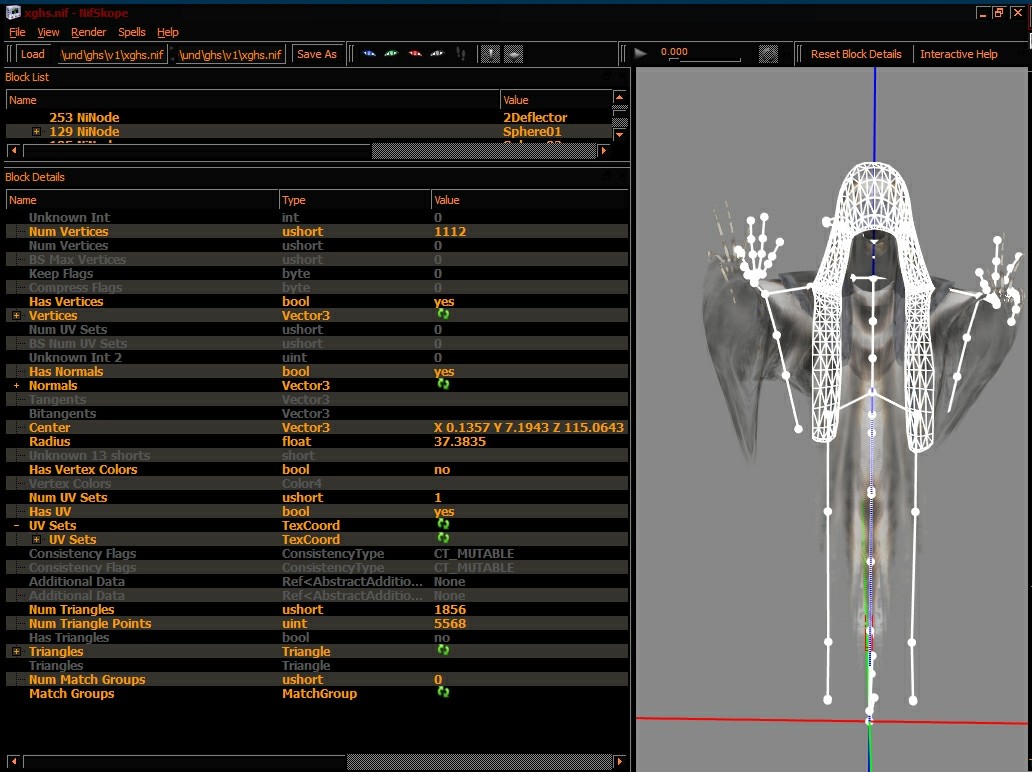 xghs.nif - NifSkope
File View Render Spells Help
Load \und\ghs\v1\xghs.nif \und\ghs\v1\xghs.nif Save As 0.000 Reset Block Details Interactive Help
Block List
Name Value
253 NiNode 2Deflector
129 NiNode Sphere01
Block Details
Name Type Value
Unknown Int int 0
Num Vertices ushort 1112
Num Vertices ushort 0
BS Max Vertices ushort 0
Keep Flags byte 0
Compress Flags byte 0
Has Vertices bool yes
Vertices Vector3
Num UV Sets ushort 0
BS Num UV Sets ushort 0
Unknown Int 2 uint 0
Has Normals bool yes
Normals Vector3
Tangents Vector3
Bitangents Vector3
Center Vector3 X 0.1357 Y 7.1943 Z 115.0643
Radius float 37.3835
Unknown 13 shorts short
Has Vertex Colors bool no
Vertex Colors Color4
Num UV Sets ushort 1
Has UV bool yes
UV Sets TexCoord
UV Sets TexCoord
Consistency Flags ConsistencyType CT_MUTABLE
Consistency Flags ConsistencyType CT_MUTABLE
Additional Data Ref<AbstractAdditio... None
Additional Data Ref<AbstractAdditio... None
Num Triangles ushort 1856
Num Triangle Points uint 5568
Has Triangles bool no
Triangles Triangle
Triangles Triangle
Num Match Groups ushort 0
Match Groups MatchGroup